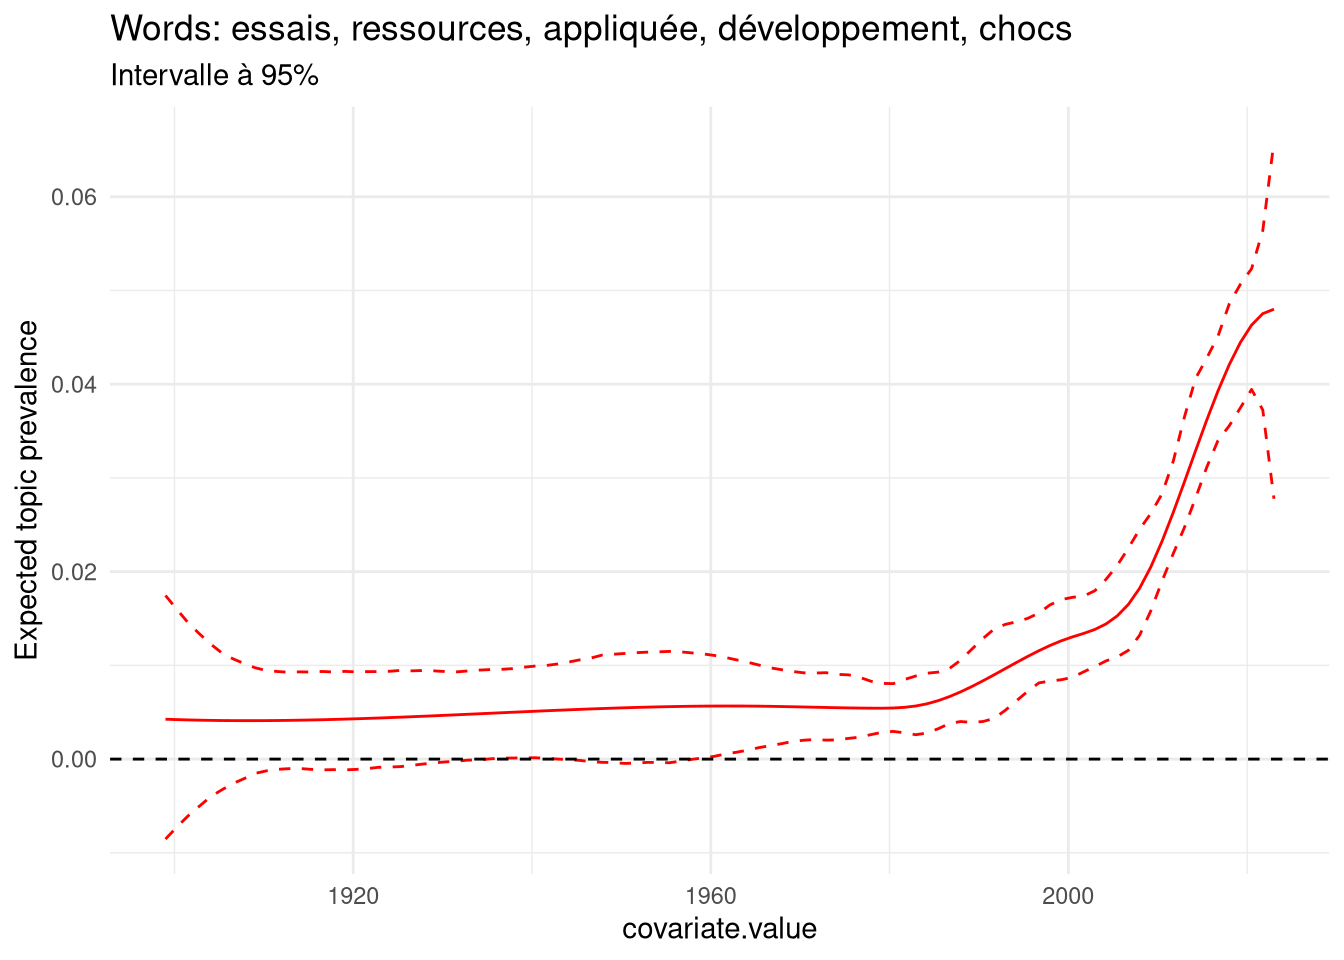 Words: essais, ressources, appliquée, développement, chocs
Intervalle à 95%
Expected topic prevalence
0.06
0.04
0.02
0.00
1920
1960
2000
covariate.value